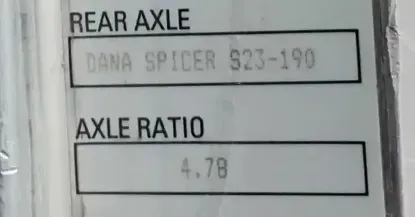 REAR AXLE
DANA SPICER S23-190
AXLE RATIO
4.78